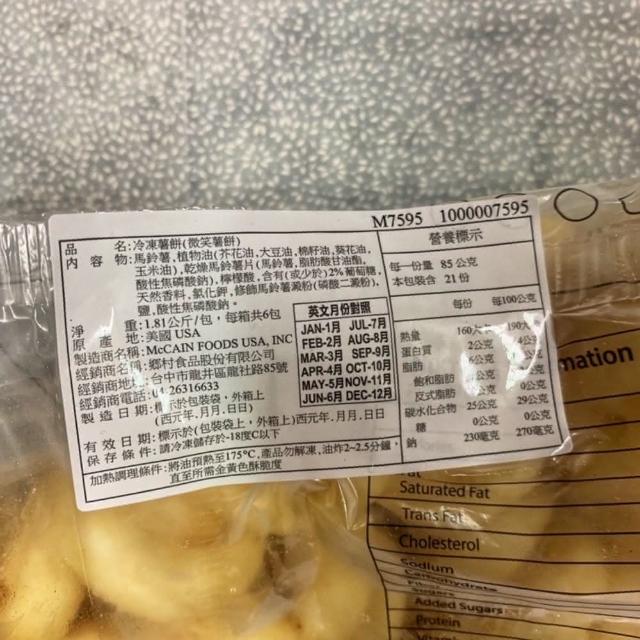 M7595 1000007595
品 名:冷凍薯餅(微笑薯餅)
內 容 物:馬鈴薯,植物油(芥花油,大豆油,棉籽油,葵花油,
玉米油),乾燥馬鈴薯片(馬鈴薯,脂肪酸甘油酯,
酸性焦磷酸鈉),檸檬酸,含有(或少於)2%葡萄糖,
天然香料,氯化鉀,修飾馬鈴薯澱粉(磷酸二澱粉),
鹽,酸性焦磷酸鈉。
淨 重:1.81公斤/包,每箱共6包
原 產 地:美國 USA
製造商名稱:McCAIN FOODS USA, INC
經銷商名稱:鄉村食品股份有限公司
經銷商地址:台中市龍井區龍社路85號
經銷商電話:26316633
製 造 日 期:於包裝袋,外箱上
(西元年.月.日日)
有 效 日 期:標示於(包裝袋上,外箱上)西元年.月.日日
保 存 條 件:請冷凍儲存於-18度C以下
加熱調理條件:將油預熱至175°C,產品勿解凍,油炸2~2.5分鐘,
直至所需金黃色酥脆度
英文月份對照
JAN-1月 JUL-7月
FEB-2月 AUG-8月
MAR-3月 SEP-9月
APR-4月 OCT-10月
MAY-5月 NOV-11月
JUN-6月 DEC-12月
營養標示
每一份量 85公克
本包裝含 21份
每份 每100公克
熱量 160大 190大
蛋白質 2公克 4公
脂肪 公克
飽和脂肪 公克
反式脂肪 0公克
碳水化合物 25公克 29公克
糖 0公克 0公克
鈉 230毫克 270毫克
mation
Saturated Fat
Trans Fat
Cholesterol
Sodium
Carbohydrate
Sugars
Added Sugars
Protein